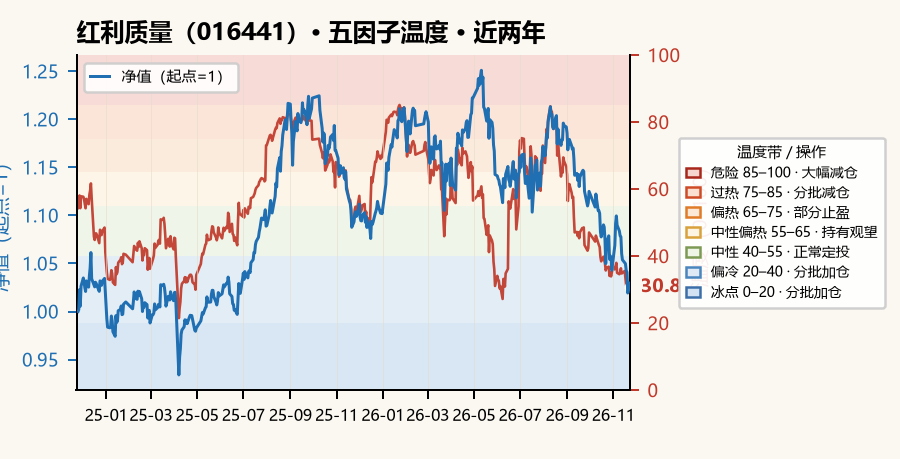 红利质量（016441）· 五因子温度 · 近两年
净值（起点=1）
1.25
1.20
1.15
1.10
1.05
1.00
0.95
净值（起点=1）
100
80
60
40
30.8
20
0
25-01 25-03 25-05 25-07 25-09 25-11 26-01 26-03 26-05 26-07 26-09 26-11
温度带 / 操作
危险 85–100 · 大幅减仓
过热 75–85 · 分批减仓
偏热 65–75 · 部分止盈
中性偏热 55–65 · 持有观望
中性 40–55 · 正常定投
偏冷 20–40 · 分批加仓
冰点 0–20 · 分批加仓